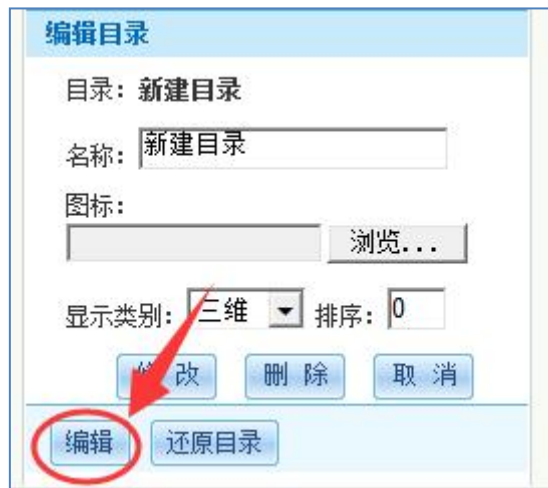 编辑目录
目录：新建目录
名称：新建目录
图标：
浏览...
显示类别：三维 排序：0
修 改 删 除 取 消
编辑 还原目录